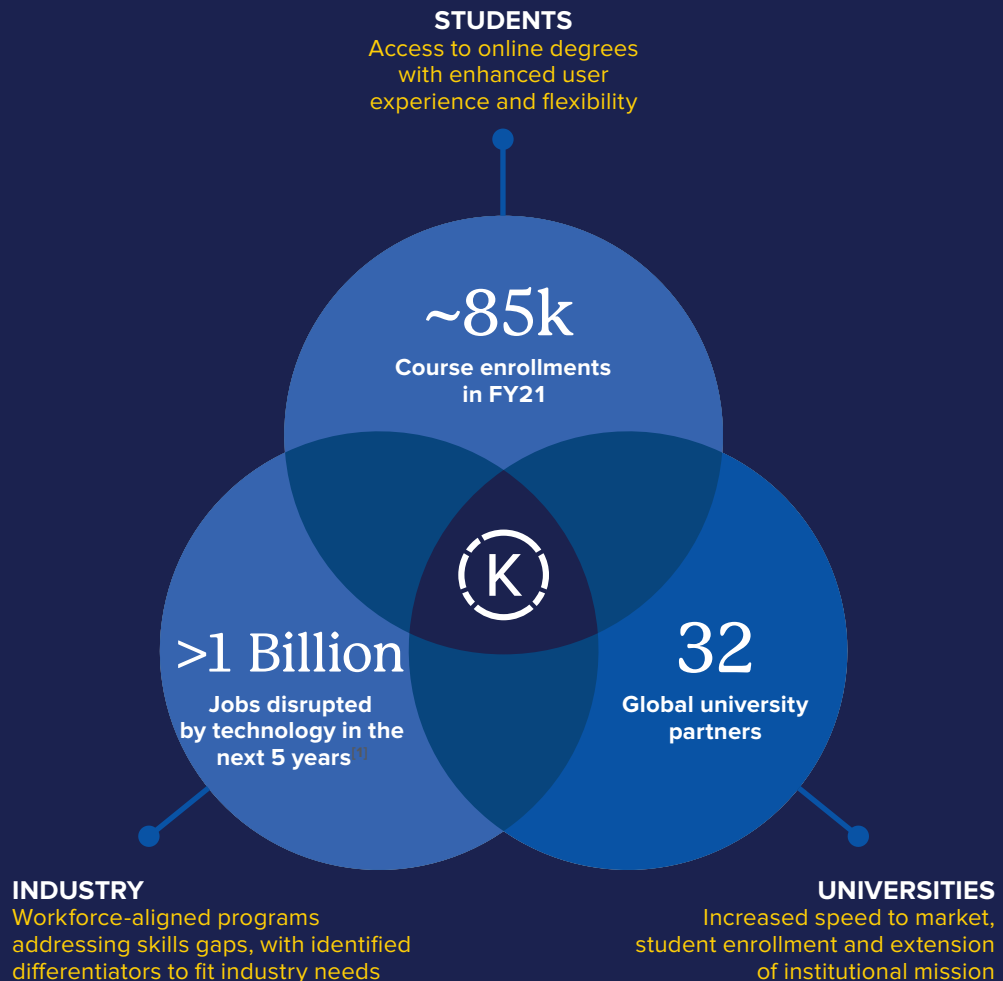 STUDENTS
Access to online degrees
with enhanced user
experience and flexibility
~85k
Course enrollments
in FY21
K
>1 Billion
Jobs disrupted
by technology in the
next 5 years(1)
32
Global university
partners
INDUSTRY
Workforce-aligned programs
addressing skills gaps, with identified
differentiators to fit industry needs
UNIVERSITIES
Increased speed to market,
student enrollment and extension
of institutional mission